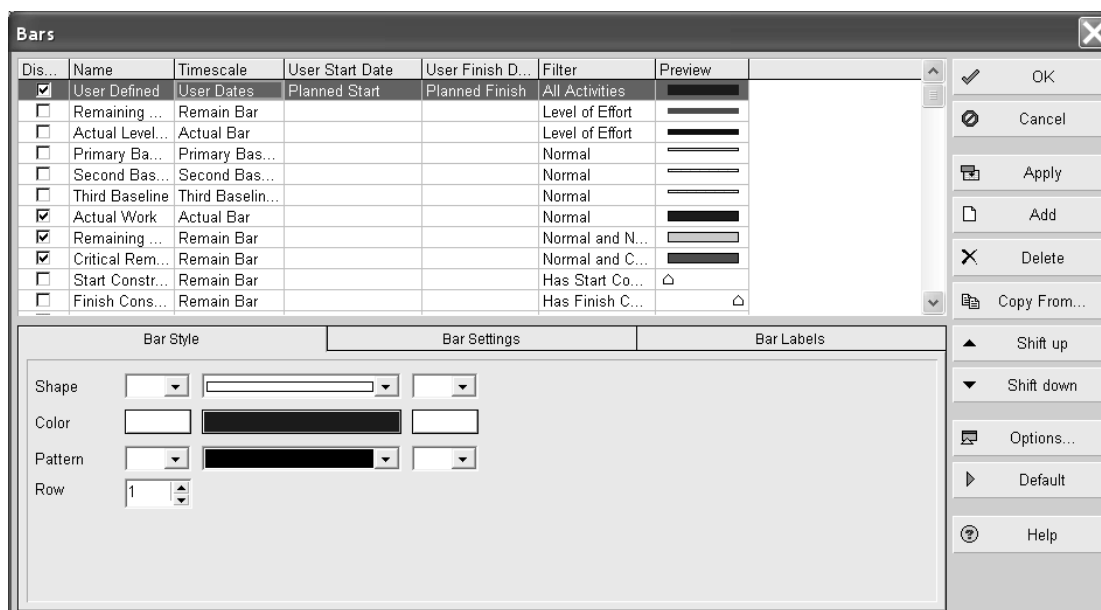 Bars
Dis... Name Timescale User Start Date User Finish D... Filter Preview
User Defined User Dates Planned Start Planned Finish All Activities
Remaining ... Remain Bar Level of Effort
Actual Level... Actual Bar Level of Effort
Primary Ba... Primary Bas... Normal
Second Bas... Second Bas... Normal
Third Baseline Third Baselin... Normal
Actual Work Actual Bar Normal
Remaining ... Remain Bar Normal and N...
Critical Rem... Remain Bar Normal and C...
Start Constr... Remain Bar Has Start Co...
Finish Cons... Remain Bar Has Finish C...
Bar Style Bar Settings Bar Labels
Shape
Color
Pattern
Row 1
OK
Cancel
Apply
Add
Delete
Copy From...
Shift up
Shift down
Options...
Default
Help